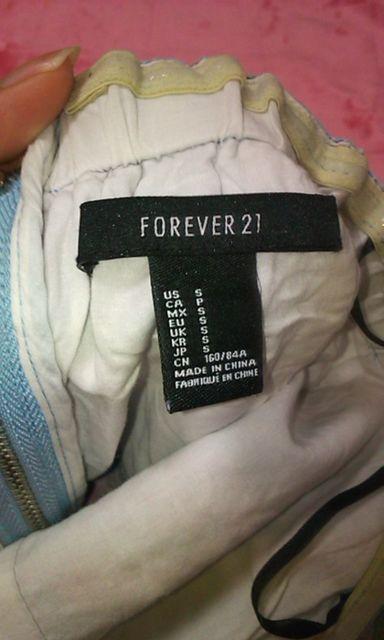 FOREVER 21
US S
CA P
MX S
EU S
UK S
KR S
JP S
CN 160/84A
MADE IN CHINA
FABRIQUÉ EN CHINE